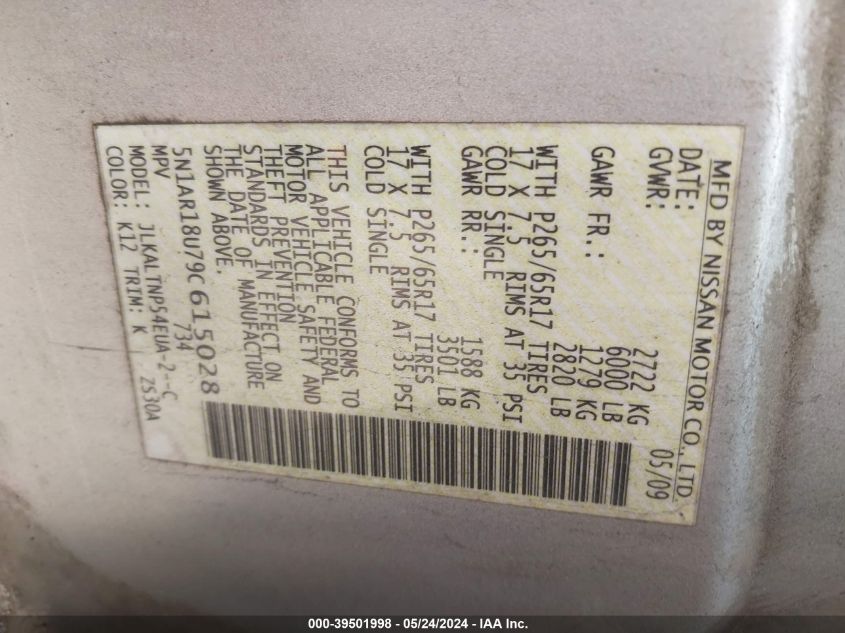 MFD BY NISSAN MOTOR CO., LTD.
DATE: 05/09
GVWR: 2722 KG
6000 LB
GAWR FR.: 1279 KG
2820 LB
WITH P265/65R17 TIRES
17 X 7.5 RIMS AT 35 PSI
COLD SINGLE
GAWR RR.: 1588 KG
3501 LB
WITH P265/65R17 TIRES
17 X 7.5 RIMS AT 35 PSI
COLD SINGLE
THIS VEHICLE CONFORMS TO
ALL APPLICABLE FEDERAL
MOTOR VEHICLE SAFETY AND
THEFT PREVENTION
STANDARDS IN EFFECT ON
THE DATE OF MANUFACTURE
SHOWN ABOVE.
5N1AR18U79C615028
MPV 734
MODEL: JLKALTNP54EUA-2--C
COLOR: K12 TRIM: K 2S30A
000-39501998 - 05/24/2024 - IAA Inc.